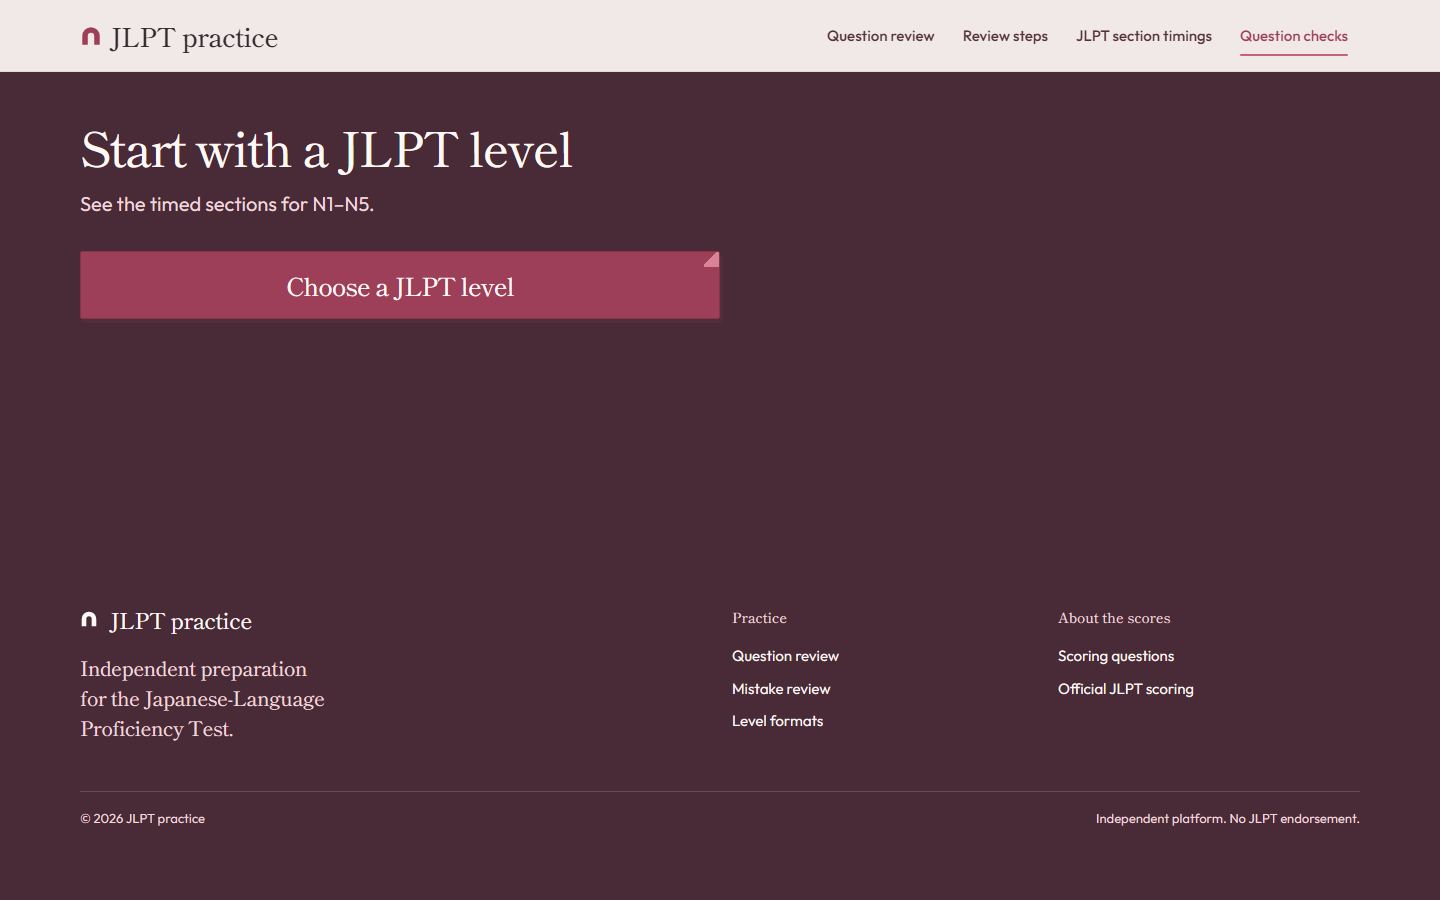 JLPT practice
Question review
Review steps
JLPT section timings
Question checks
Start with a JLPT level
See the timed sections for N1–N5.
Choose a JLPT level
JLPT practice
Independent preparation
for the Japanese-Language
Proficiency Test.
Practice
Question review
Mistake review
Level formats
About the scores
Scoring questions
Official JLPT scoring
© 2026 JLPT practice
Independent platform. No JLPT endorsement.